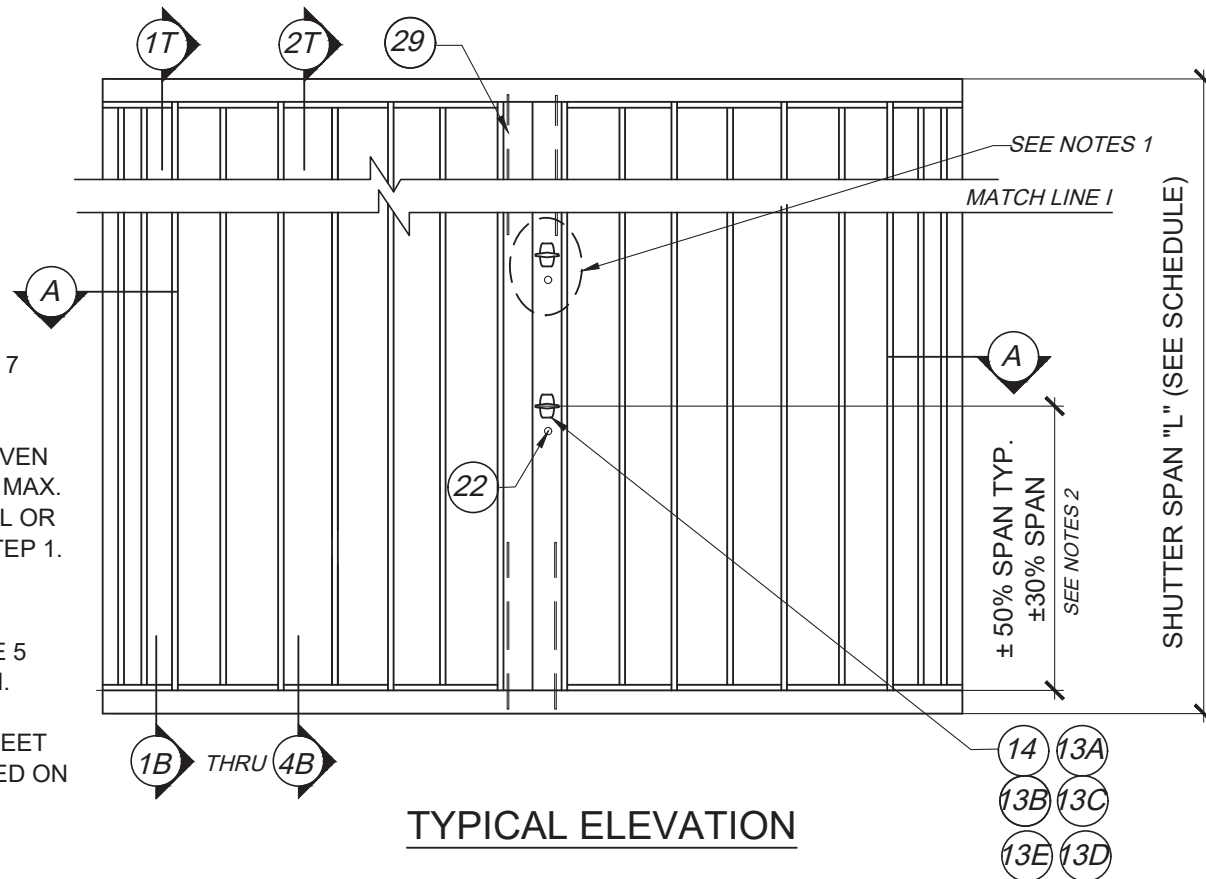 1T
2T
29
SEE NOTES 1
MATCH LINE I
A
7
A
VEN
MAX.
L OR
TEP 1.
22
E 5
I.
EET
ED ON
± 50% SPAN TYP.
±30% SPAN
SEE NOTES 2
SHUTTER SPAN "L" (SEE SCHEDULE)
1B THRU 4B
14 13A
13B 13C
13E 13D
TYPICAL ELEVATION